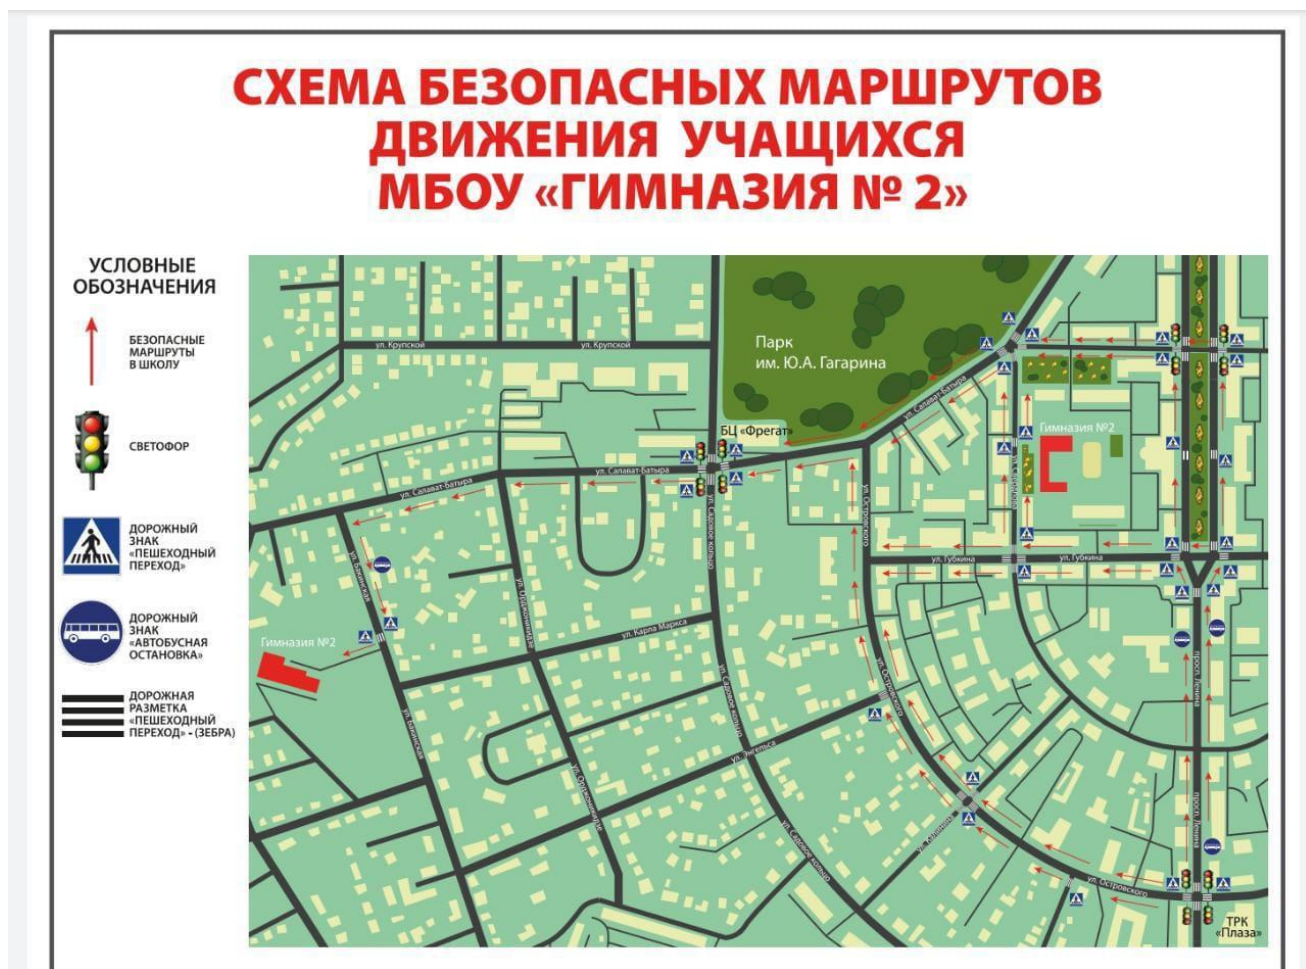 СХЕМА БЕЗОПАСНЫХ МАРШРУТОВ
ДВИЖЕНИЯ УЧАЩИХСЯ
МБОУ «ГИМНАЗИЯ № 2»
УСЛОВНЫЕ
ОБОЗНАЧЕНИЯ
БЕЗОПАСНЫЕ
МАРШРУТЫ
В ШКОЛУ
СВЕТОФОР
ДОРОЖНЫЙ
ЗНАК
«ПЕШЕХОДНЫЙ
ПЕРЕХОД»
ДОРОЖНЫЙ
ЗНАК
«АВТОБУСНАЯ
ОСТАНОВКА»
ДОРОЖНАЯ
РАЗМЕТКА
«ПЕШЕХОДНЫЙ
ПЕРЕХОД» - (ЗЕБРА)
ул. Крупской
ул. Крупской
Парк
им. Ю.А. Гагарина
ул. Салават-Батыра
БЦ «Фрегат»
Гимназия №2
ул. Салават-Батыра
ул. Салават-Батыра
ул. Садовое кольцо
ул. Островского
ул. Губкина
ул. Губкина
ул. Бакинская
ул. Орджоникидзе
ул. Карла Маркса
Гимназия №2
ул. Садовое кольцо
ул. Островского
просп. Ленина
ул. Бакинская
ул. Энгельса
ул. Орджоникидзе
ул. Садовое кольцо
ул. Калинина
просп. Ленина
ул. Островского
ТРК
«Плаза»